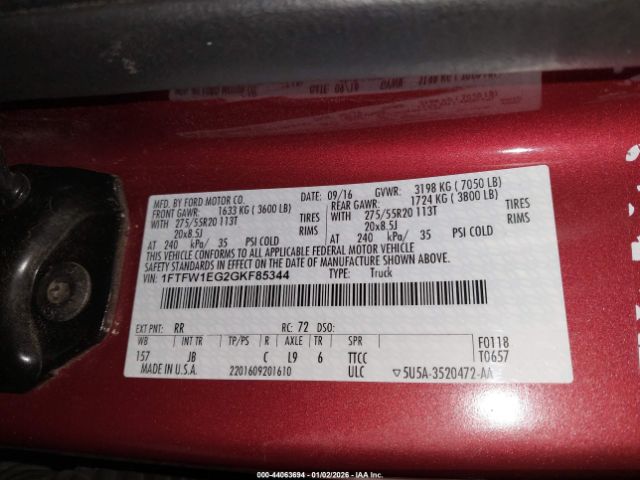 MFD. BY FORD MOTOR CO.
DATE: 09/16 GVWR: 3198 KG ( 7050 LB)
FRONT GAWR: 1633 KG ( 3600 LB)
REAR GAWR: 1724 KG ( 3800 LB)
WITH 275/55R20 113T TIRES
WITH 275/55R20 113T TIRES
20x8.5J RIMS
20x8.5J RIMS
AT 240 kPa/ 35 PSI COLD
AT 240 kPa/ 35 PSI COLD
THIS VEHICLE CONFORMS TO ALL APPLICABLE FEDERAL MOTOR VEHICLE
SAFETY STANDARDS IN EFFECT ON THE DATE OF MANUFACTURE SHOWN ABOVE.
VIN: 1FTFW1EG2GKF85344 TYPE: Truck
EXT PNT: RR RC: 72 DSO:
WB INT TR TP/PS R AXLE TR SPR F0118
157 JB C L9 6 TTCC T0657
MADE IN U.S.A. 2201609201610 ULC ▽5U5A-3520472-AA
000 - 44063694 | 01/02/2026 - IAA Inc.